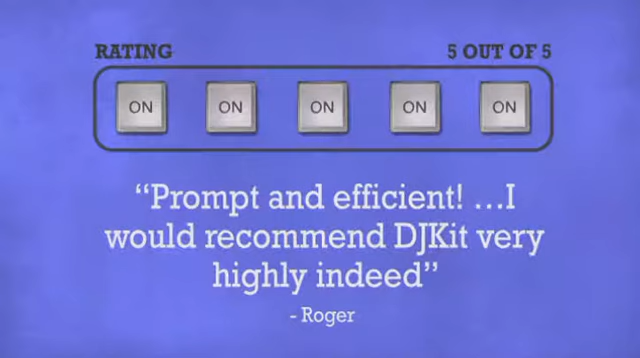 RATING 5 OUT OF 5
ON ON ON ON ON
“Prompt and efficient! …I
would recommend DJKit very
highly indeed”
- Roger